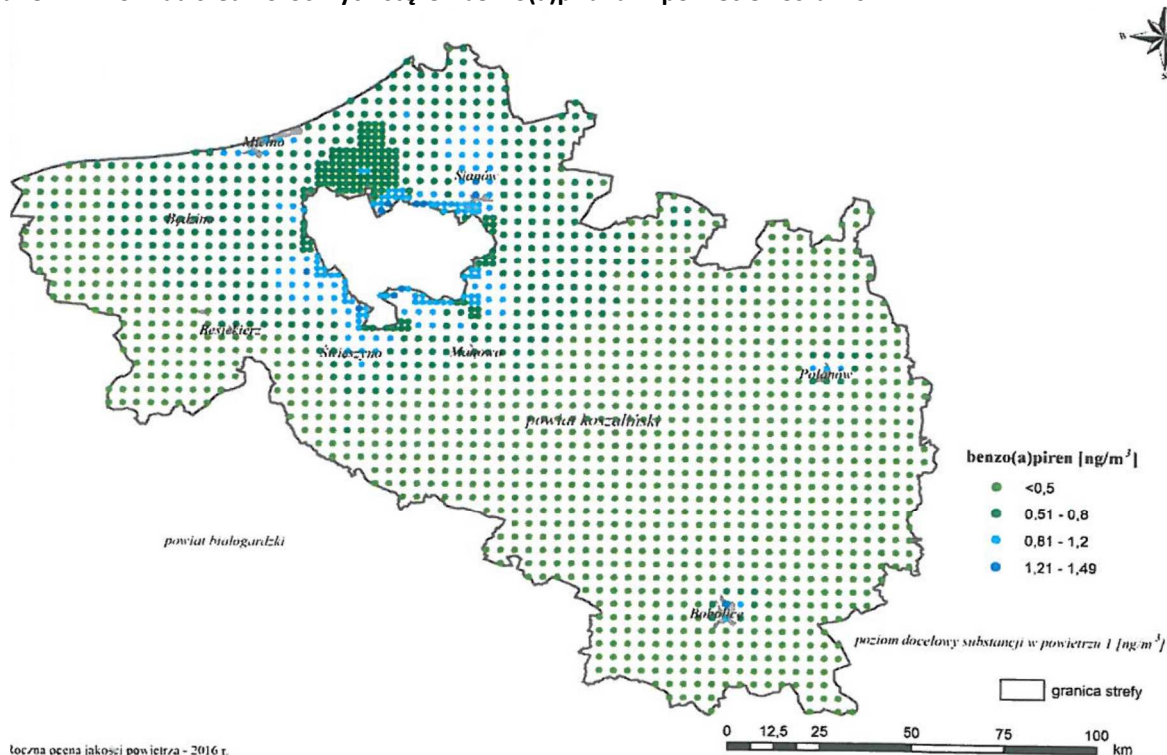 benzo(a)piren
B
Mielno
Sianów
Będzino
Biesiekierz
Świeszyno
Manowo
Polanów
powiat koszaliński
benzo(a)piren [ng/m³]
<0,5
0,51 - 0,8
0,81 - 1,2
1,21 - 1,49
powiat białogardzki
Bobolice
poziom docelowy substancji w powietrzu 1 [ng/m³]
granica strefy
Roczna ocena jakości powietrza - 2016 r.
0 12,5 25 50 75 100
km